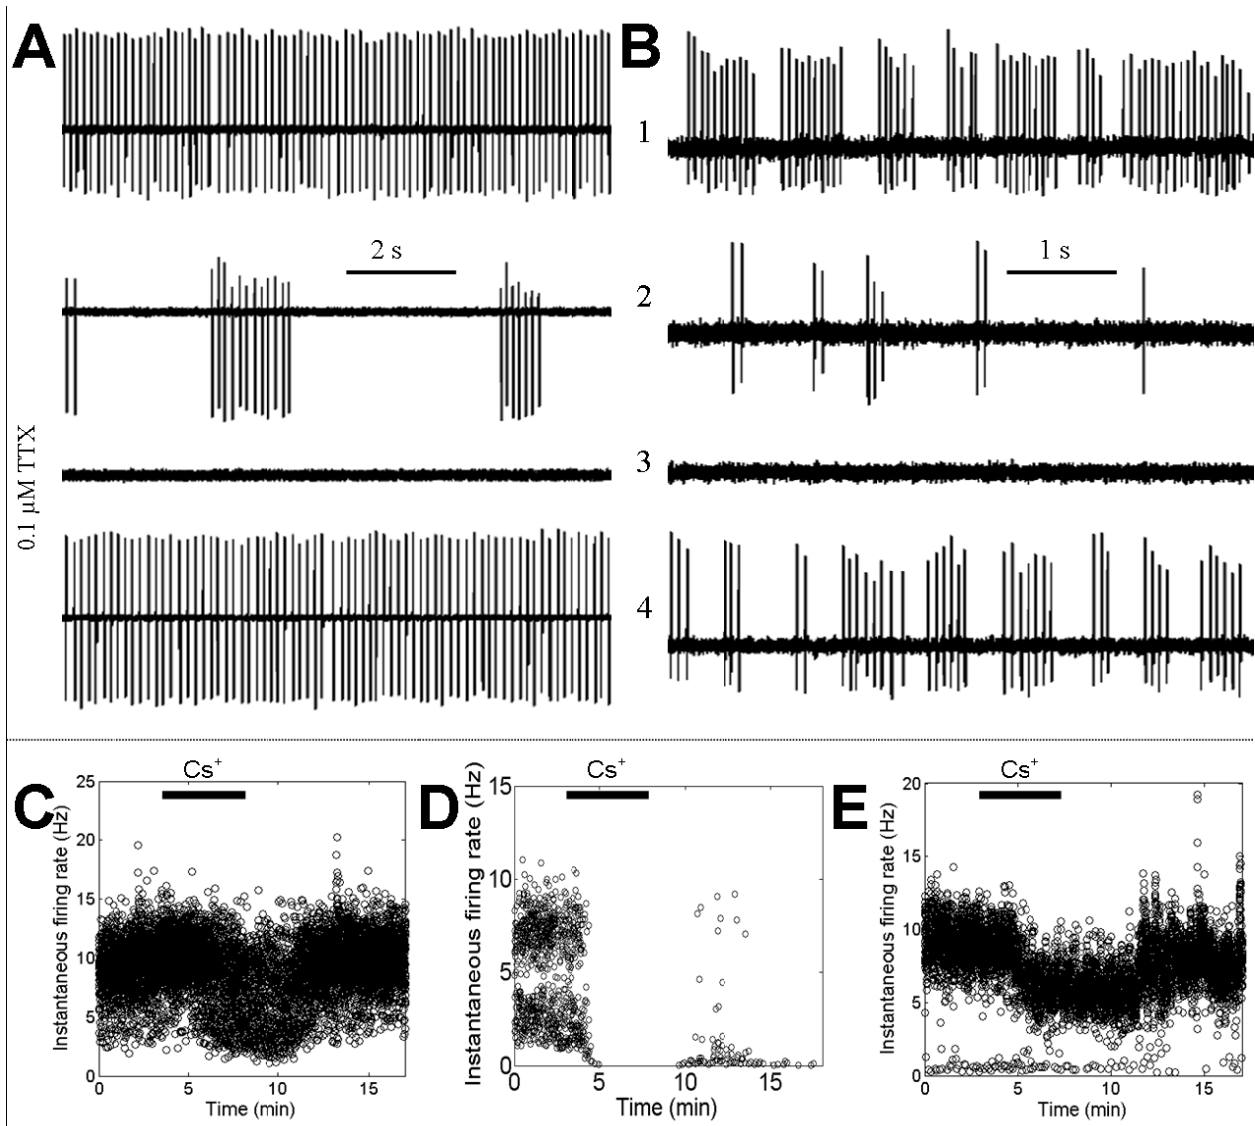 A
B
1
2 s
1 s
2
0.1 μM TTX
3
4
C
Cs⁺
Instantaneous firing rate (Hz)
25
20
15
10
5
0
0 5 10 15
Time (min)
D
Cs⁺
Instantaneous firing rate (Hz)
15
10
5
0
0 5 10 15
Time (min)
E
Cs⁺
Instantaneous firing rate (Hz)
20
15
10
5
0
0 5 10 15
Time (min)